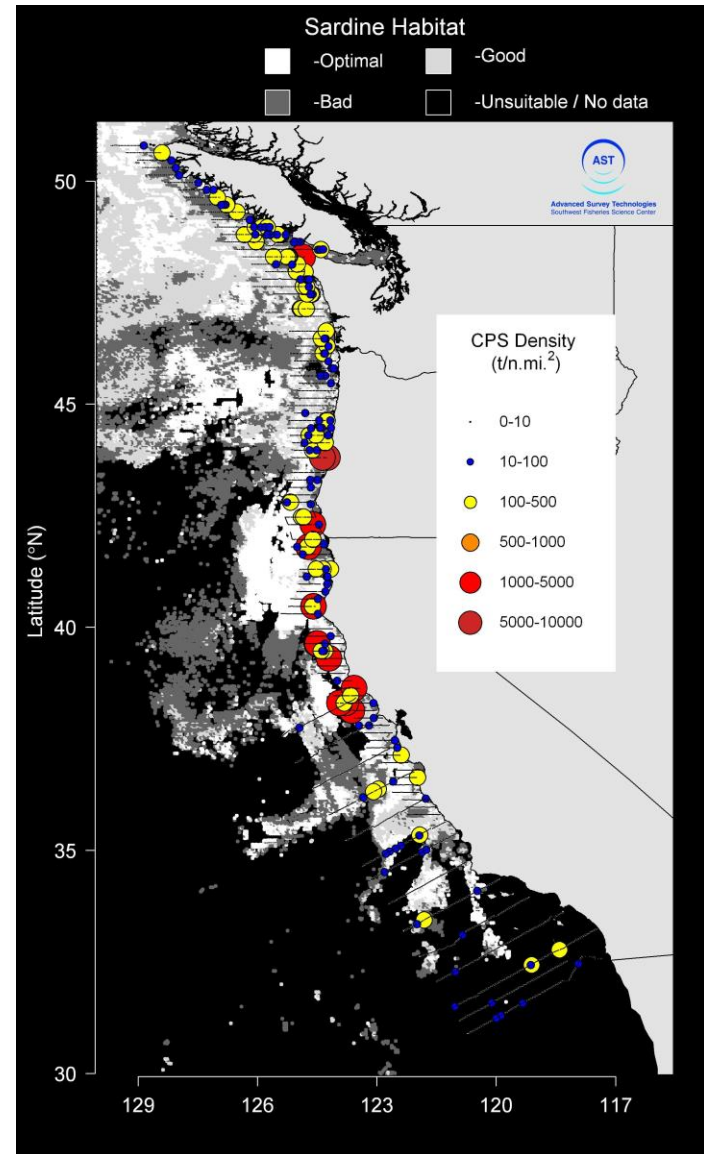 Sardine Habitat
-Optimal
-Good
-Bad
-Unsuitable / No data
AST
Advanced Survey Technologies
Southwest Fisheries Science Center
CPS Density
(t/n.mi.²)
0-10
10-100
100-500
500-1000
1000-5000
5000-10000
Latitude (°N)
50
45
40
35
30
129
126
123
120
117